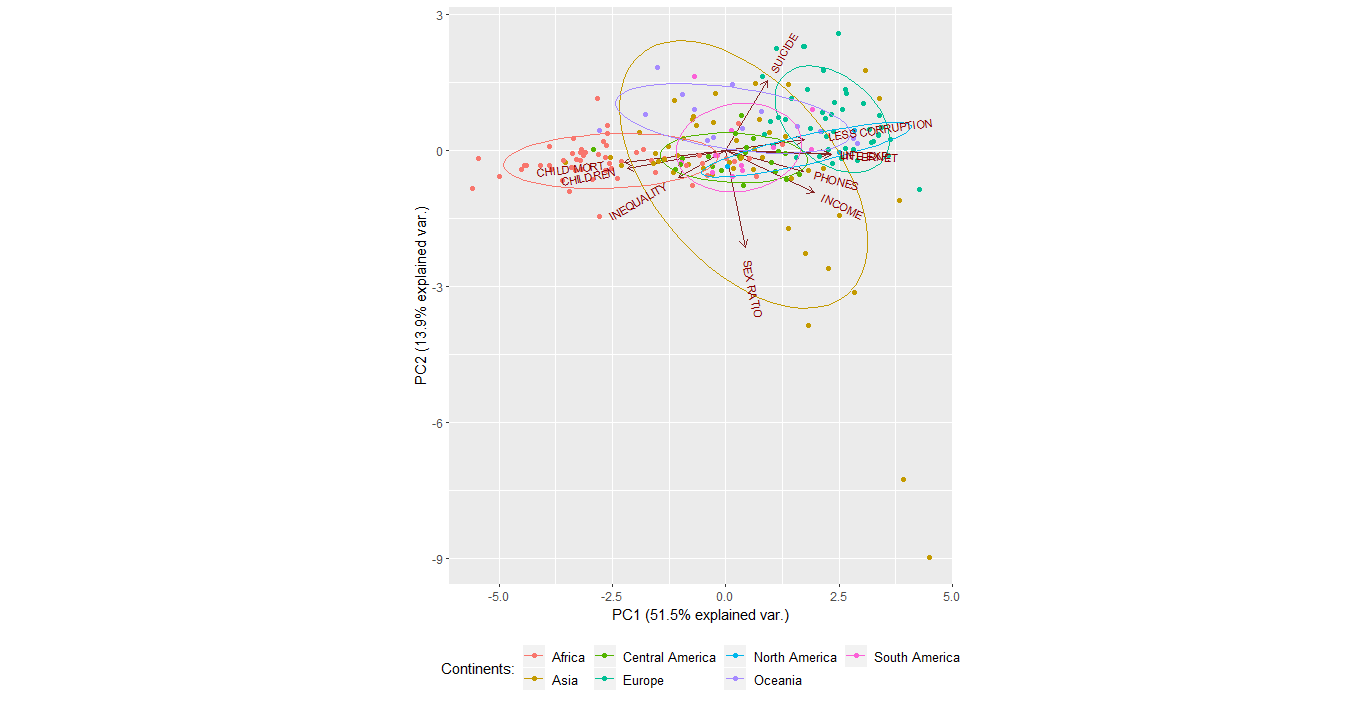 3
SUICIDE
LESS CORRUPTION
0
INTERNET
CHILD MORT.
CHILDREN
PHONES
INEQUALITY
INCOME
SEX RATIO
-3
-6
-9
PC2 (13.9% explained var.)
-5.0 -2.5 0.0 2.5 5.0
PC1 (51.5% explained var.)
Continents:
Africa Central America North America South America
Asia Europe Oceania